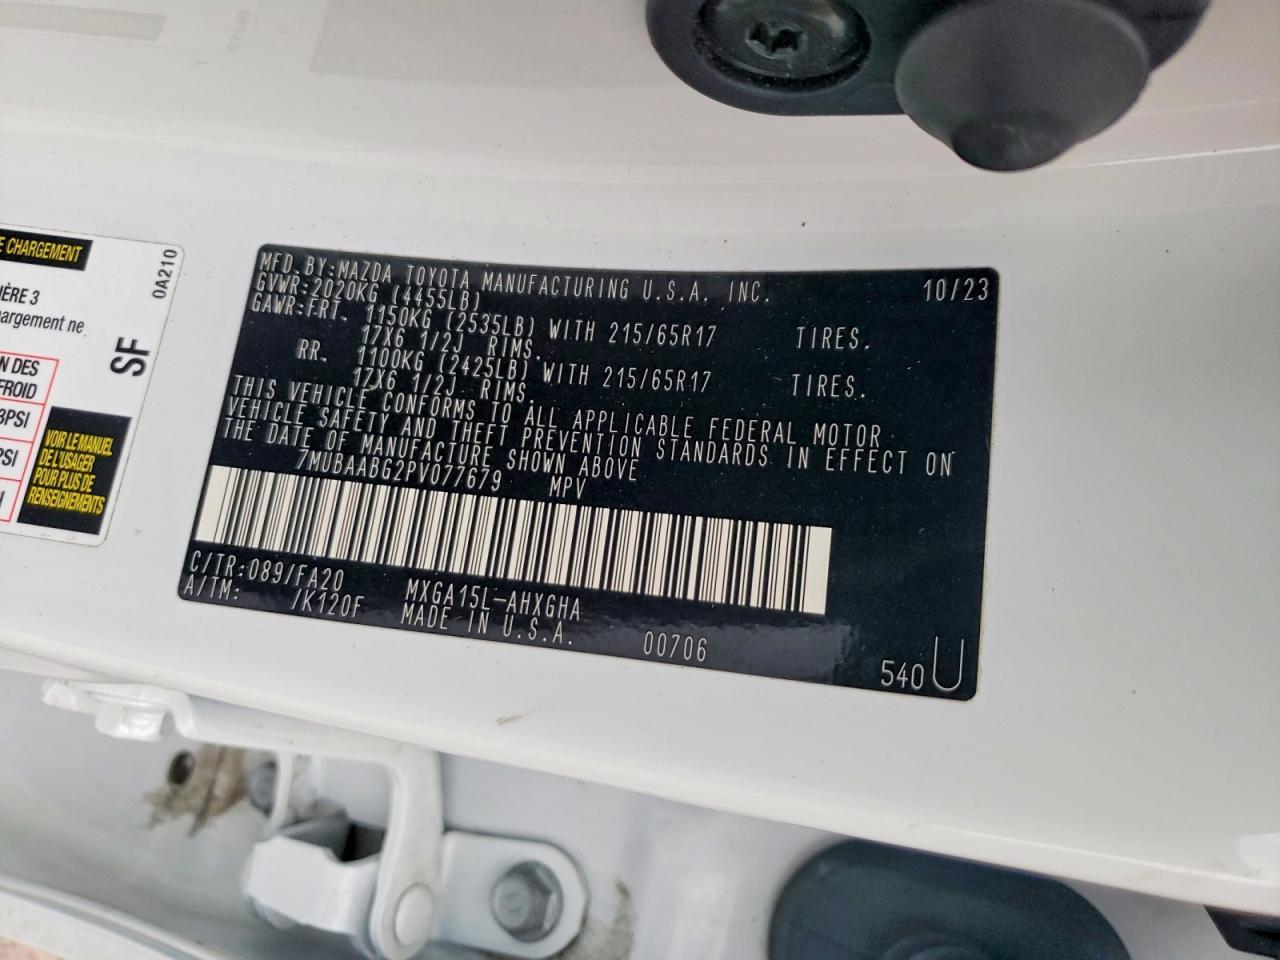 E CHARGEMENT
IÈRE 3
argement ne
0A210
SF
N DES
FROID
PSI
PSI
VOIR LE MANUEL
DE L'USAGER
POUR PLUS DE
RENSEIGNEMENTS
MFD. BY:MAZDA TOYOTA MANUFACTURING U.S.A. INC. 10/23
GVWR:2020KG (4455LB)
GAWR:FRT. 1150KG (2535LB) WITH 215/65R17 TIRES.
17X6 1/2J RIMS.
RR. 1100KG (2425LB) WITH 215/65R17 TIRES.
17X6 1/2J RIMS.
THIS VEHICLE CONFORMS TO ALL APPLICABLE FEDERAL MOTOR
VEHICLE SAFETY AND THEFT PREVENTION STANDARDS IN EFFECT ON
THE DATE OF MANUFACTURE SHOWN ABOVE
7MUBAABG2PV077679 MPV
C/TR:089/FA20 MXGA15L-AHXGHA
A/TM: /K120F MADE IN U.S.A. 00706
540 U